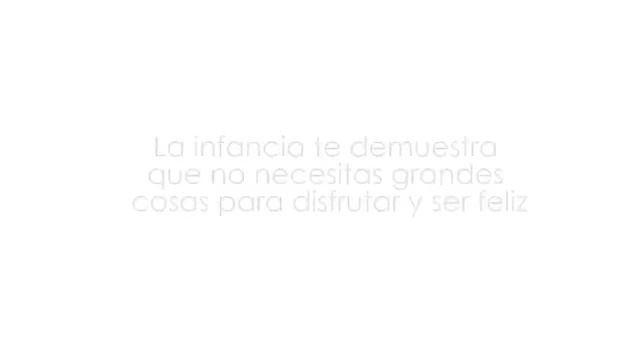 La infancia te demuestra
que no necesitas grandes
cosas para disfrutar y ser feliz